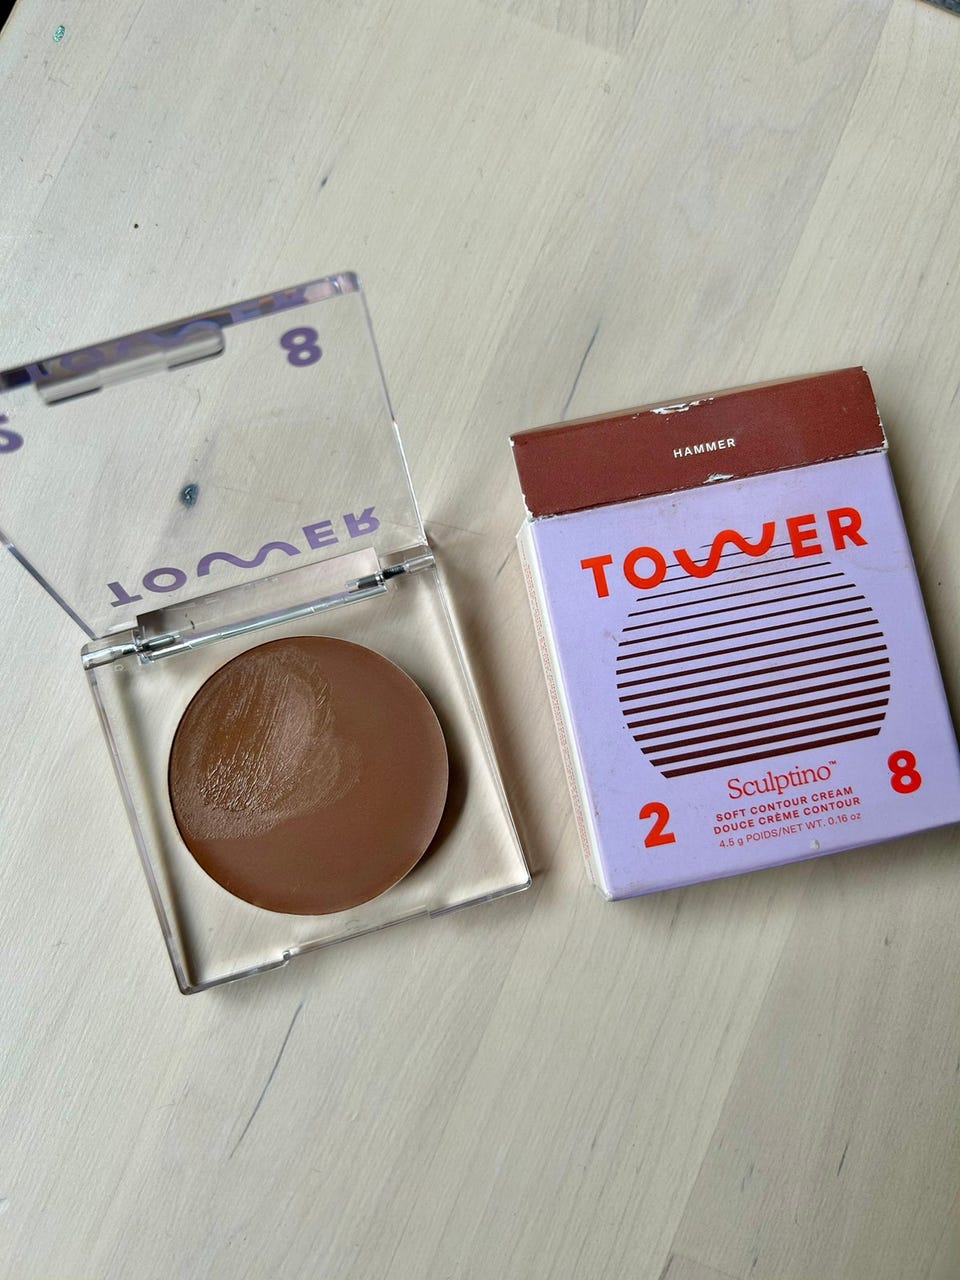 8
2
TOWER
HAMMER
TOWER
Sculptino™
SOFT CONTOUR CREAM
DOUCE CRÈME CONTOUR
4.5 g POIDS/NET WT. 0.16 oz
2 8